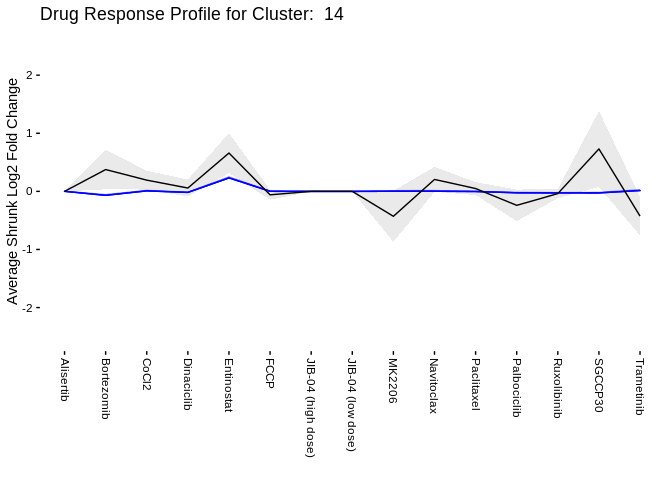 Drug Response Profile for Cluster:  14
Average Shrunk Log2 Fold Change
2
1
0
-1
-2
Alisertib
Bortezomib
CoCl2
Dinaciclib
Entinostat
FCCP
JIB-04 (high dose)
JIB-04 (low dose)
MK2206
Navitoclax
Paclitaxel
Palbociclib
Ruxolibinib
SGCCP30
Trametinib